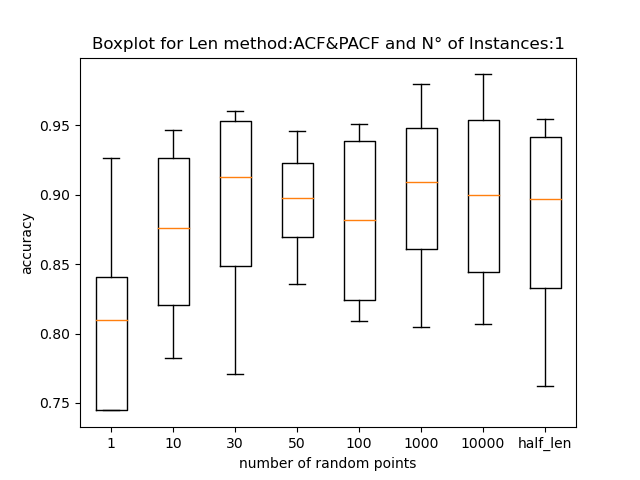 Boxplot for Len method:ACF&PACF and N° of Instances:1
accuracy
0.95
0.90
0.85
0.80
0.75
1 10 30 50 100 1000 10000 half_len
number of random points